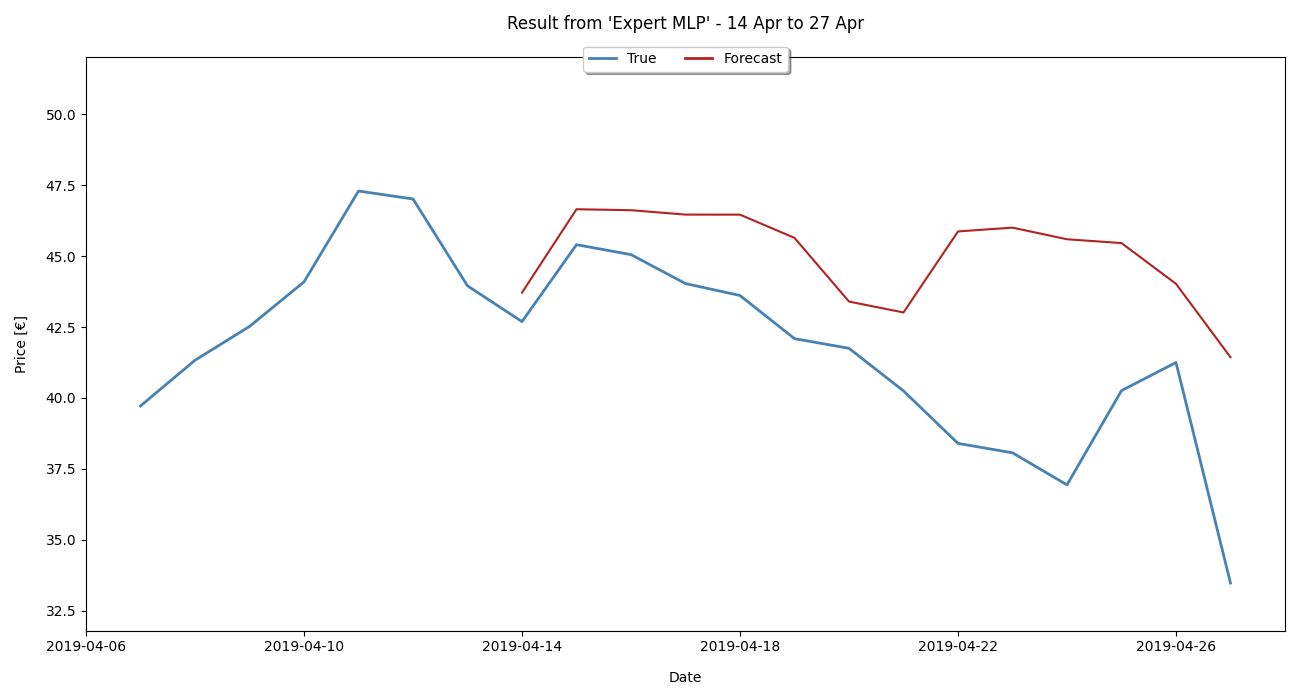 Result from 'Expert MLP' - 14 Apr to 27 Apr
True Forecast
50.0
47.5
45.0
42.5
40.0
37.5
35.0
32.5
Price [€]
2019-04-06 2019-04-10 2019-04-14 2019-04-18 2019-04-22 2019-04-26
Date